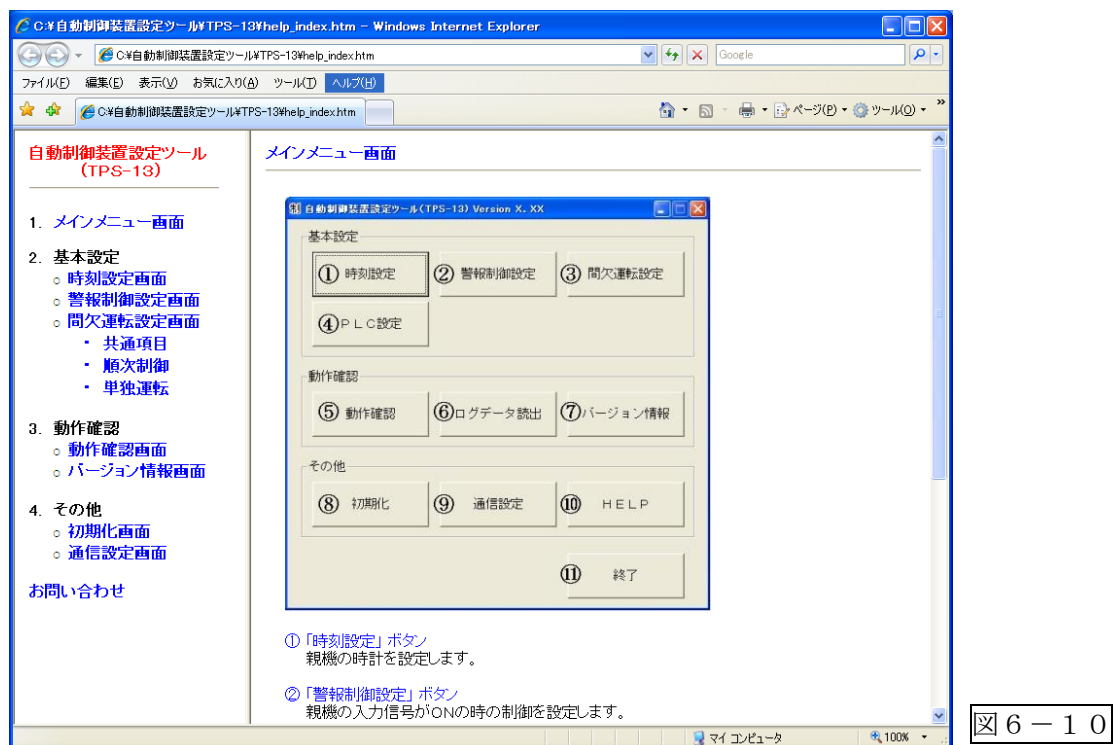 C:¥自動制御装置設定ツール¥TPS-13¥help_index.htm - Windows Internet Explorer
C:¥自動制御装置設定ツール¥TPS-13¥help_index.htm
Google
ファイル(F) 編集(E) 表示(V) お気に入り(A) ツール(T) ヘルプ(H)
C:¥自動制御装置設定ツール¥TPS-13¥help_index.htm
ページ(P) ツール(O) »
自動制御装置設定ツール
(TPS-13)
1. メインメニュー画面
2. 基本設定
○ 時刻設定画面
○ 警報制御設定画面
○ 間欠運転設定画面
・ 共通項目
・ 順次制御
・ 単独運転
3. 動作確認
○ 動作確認画面
○ バージョン情報画面
4. その他
○ 初期化画面
○ 通信設定画面
お問い合わせ
メインメニュー画面
制 自動制御装置設定ツール(TPS-13) Version X.XX
基本設定
① 時刻設定 ② 警報制御設定 ③ 間欠運転設定
④ PLC設定
動作確認
⑤ 動作確認 ⑥ ログデータ読出 ⑦ バージョン情報
その他
⑧ 初期化 ⑨ 通信設定 ⑩ HELP
⑪ 終了
①「時刻設定」ボタン
親機の時計を設定します。
②「警報制御設定」ボタン
親機の入力信号がONの時の制御を設定します。
マイ コンピュータ 100%
図6-10